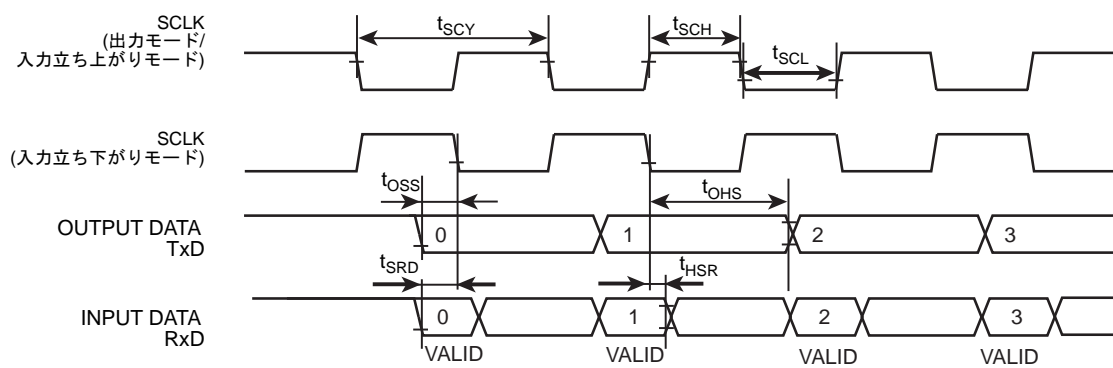 SCLK
(出力モード/
入力立ち上がりモード)
tSCY
tSCH
tSCL
SCLK
(入力立ち下がりモード)
tOSS
tOHS
OUTPUT DATA
TxD
0
1
2
3
tSRD
tHSR
INPUT DATA
RxD
0
1
2
3
VALID
VALID
VALID
VALID